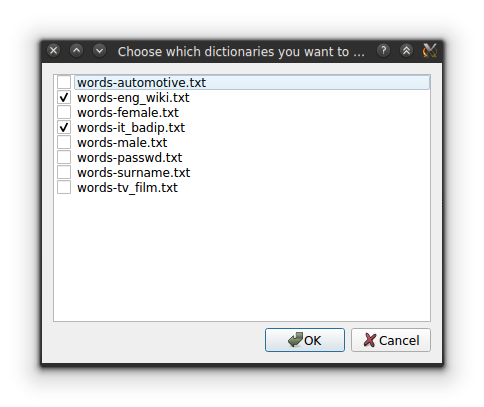 Choose which dictionaries you want to ...
words-automotive.txt
words-eng_wiki.txt
words-female.txt
words-it_badip.txt
words-male.txt
words-passwd.txt
words-surname.txt
words-tv_film.txt
OK
Cancel